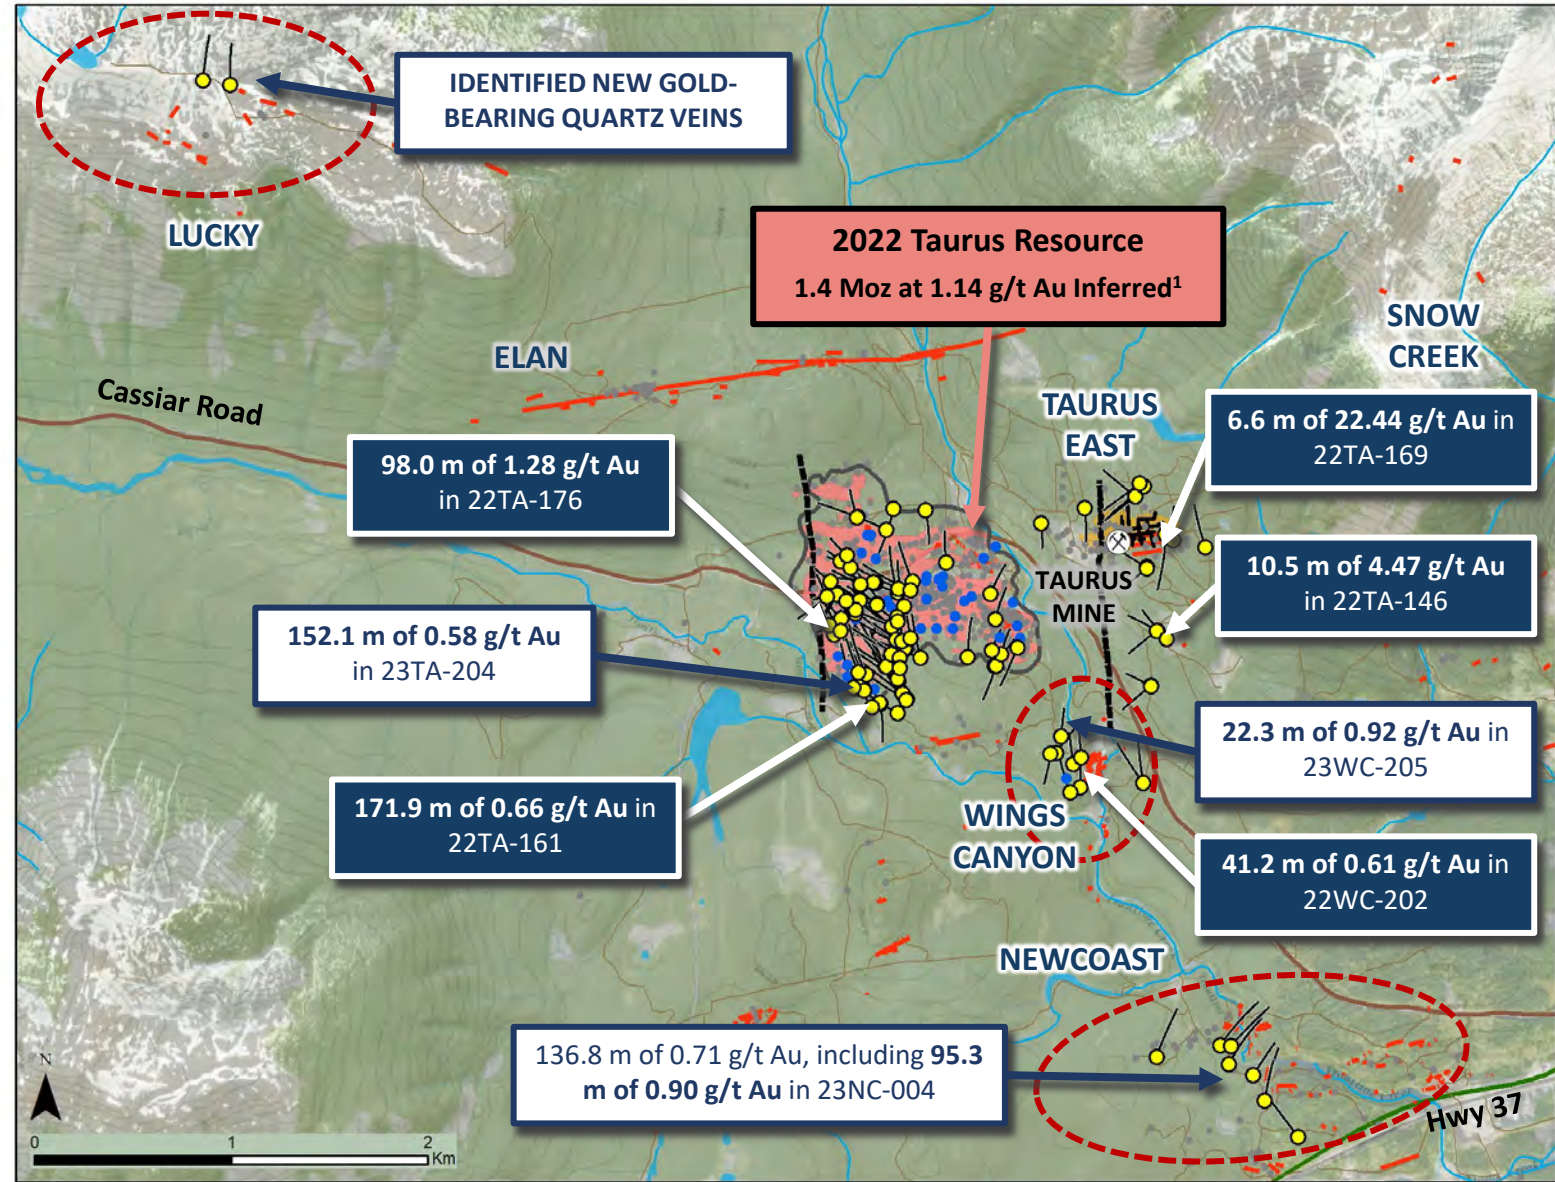 IDENTIFIED NEW GOLD-
BEARING QUARTZ VEINS
LUCKY
2022 Taurus Resource
1.4 Moz at 1.14 g/t Au Inferred¹
SNOW
CREEK
ELAN
Cassiar Road
TAURUS
EAST
6.6 m of 22.44 g/t Au in
22TA-169
98.0 m of 1.28 g/t Au
in 22TA-176
TAURUS
MINE
10.5 m of 4.47 g/t Au
in 22TA-146
152.1 m of 0.58 g/t Au
in 23TA-204
22.3 m of 0.92 g/t Au in
23WC-205
171.9 m of 0.66 g/t Au in
22TA-161
WINGS
CANYON
41.2 m of 0.61 g/t Au in
22WC-202
NEWCOAST
136.8 m of 0.71 g/t Au, including 95.3
m of 0.90 g/t Au in 23NC-004
Hwy 37
N
0 1 2
Km